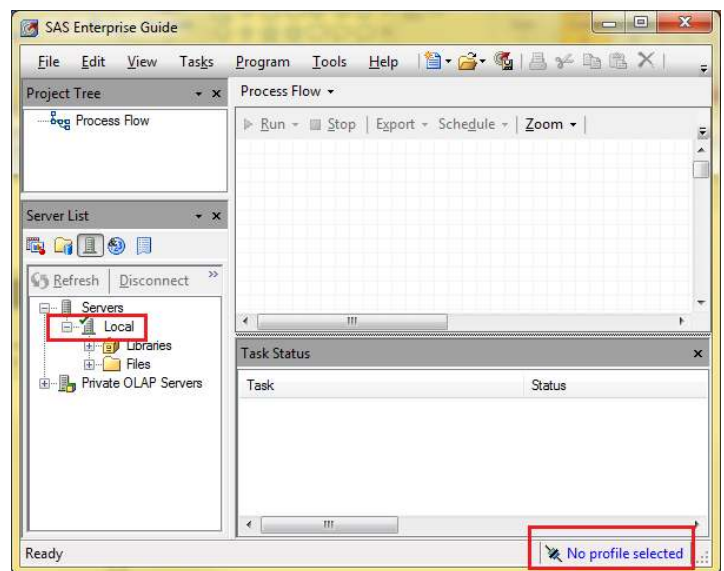 SAS Enterprise Guide
File Edit View Tasks Program Tools Help
Project Tree
Process Flow
Process Flow
Run Stop Export Schedule Zoom
Server List
Refresh Disconnect
Servers
Local
Libraries
Files
Private OLAP Servers
Task Status
Task Status
Ready
No profile selected